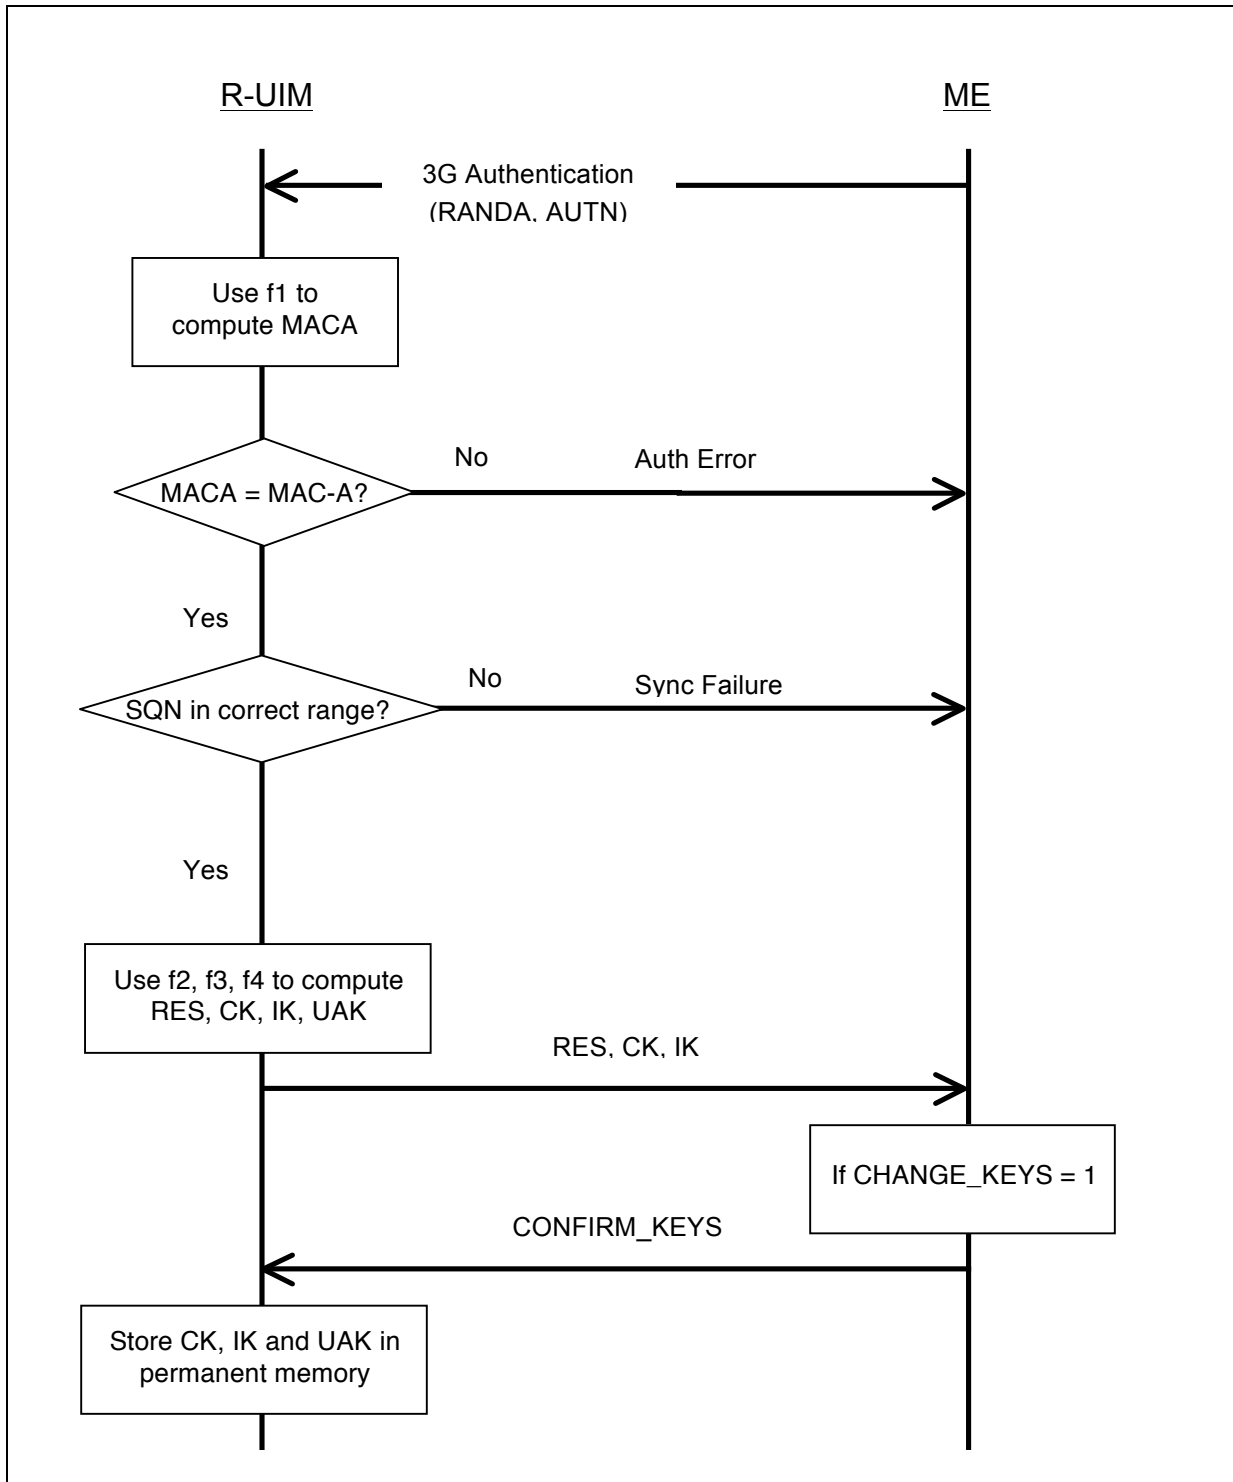 R-UIM
ME
3G Authentication
(RANDA, AUTN)
Use f1 to
compute MACA
No
Auth Error
MACA = MAC-A?
Yes
No
Sync Failure
SQN in correct range?
Yes
Use f2, f3, f4 to compute
RES, CK, IK, UAK
RES, CK, IK
If CHANGE_KEYS = 1
CONFIRM_KEYS
Store CK, IK and UAK in
permanent memory